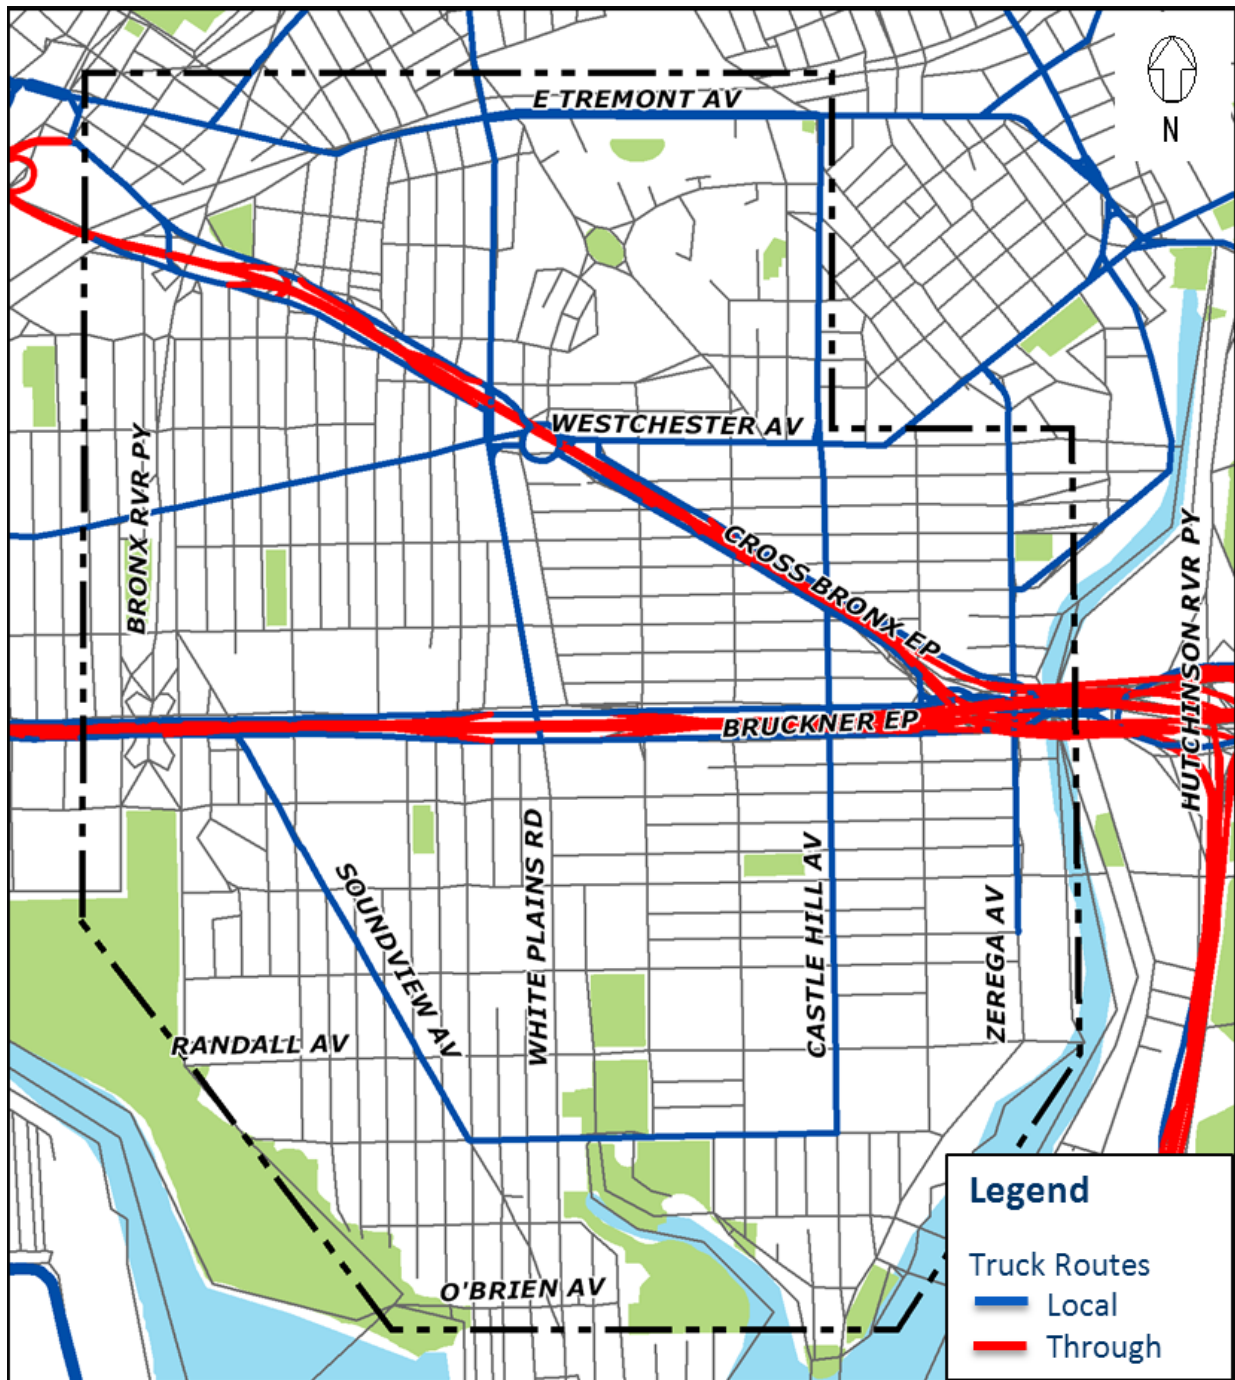 N
E TREMONT AV
WESTCHESTER AV
BRONX RVR PY
CROSS BRONX EP
HUTCHINSON RVR PY
BRUCKNER EP
SOUNDVIEW AV
WHITE PLAINS RD
CASTLE HILL AV
ZEREGA AV
RANDALL AV
O'BRIEN AV
Legend
Truck Routes
Local
Through